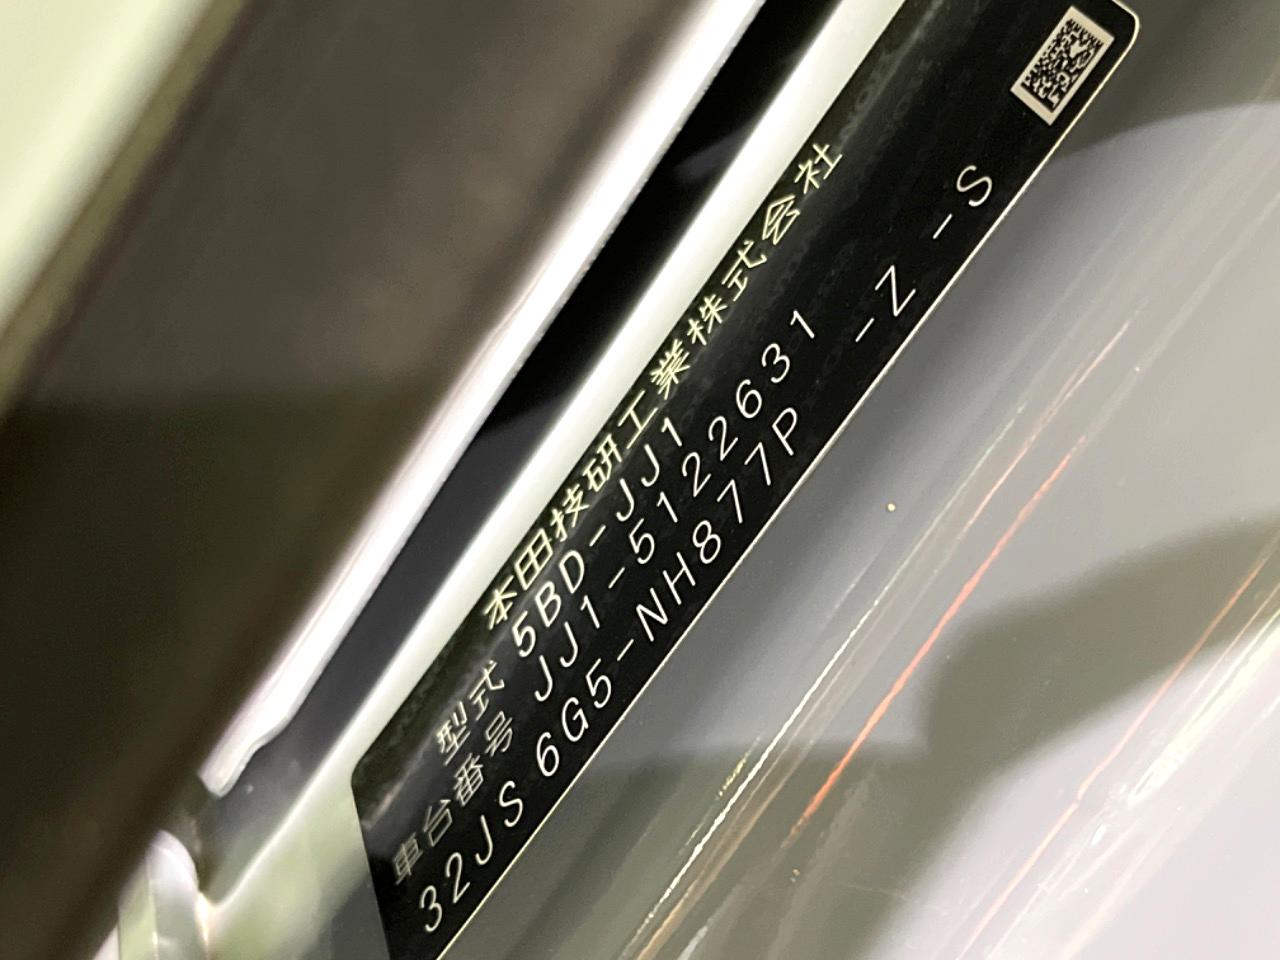 本田技研工業株式会社
型式 5BD-JJ1
車台番号 JJ1-5122631
32JS 6G5-NH877P -Z -S